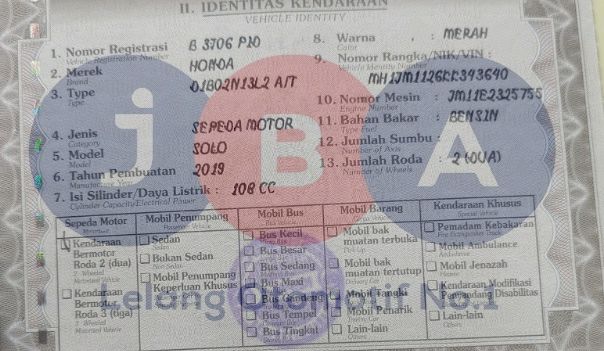 II. IDENTITAS KENDARAAN
VEHICLE IDENTITY
1. Nomor Registrasi B 3706 PJO
Vehicle Registration Number
2. Merek HONDA
Brand
3. Type D1B02N13L2 A/T
Type
4. Jenis SEPEDA MOTOR
Category
5. Model SOLO
Model
6. Tahun Pembuatan 2019
Manufacture Year
7. Isi Silinder/Daya Listrik : 108 CC
Cylinder Capacity/Electrical Power
8. Warna : MERAH
Color
9. Nomor Rangka/NIK/VIN :
Vehicle Identity Number
MH1JM1126KK343640
10. Nomor Mesin : JM11E2325755
Engine Number
11. Bahan Bakar : BENSIN
Type Fuel
12. Jumlah Sumbu :
Number of Axis
13. Jumlah Roda : 2 (DUA)
Number of Wheels
Sepeda Motor
Kendaraan
Bermotor
Roda 2 (dua)
Kendaraan
Bermotor
Roda 3 (tiga)
Mobil Penumpang
Sedan
Bukan Sedan
Mobil Penumpang
Keperluan Khusus
Mobil Bus
Bus Kecil
Bus Besar
Bus Sedang
Bus Maxi
Bus Gandeng
Bus Tempel
Bus Tingkat
Mobil Barang
Mobil bak
muatan terbuka
Mobil bak
muatan tertutup
Mobil Tangki
Mobil Penarik
Lain-lain
Kendaraan Khusus
Pemadam Kebakaran
Mobil Ambulance
Mobil Jenazah
Kendaraan Modifikasi
Penyandang Disabilitas
Lain-lain
jBA
Lelang Otomotif No.1